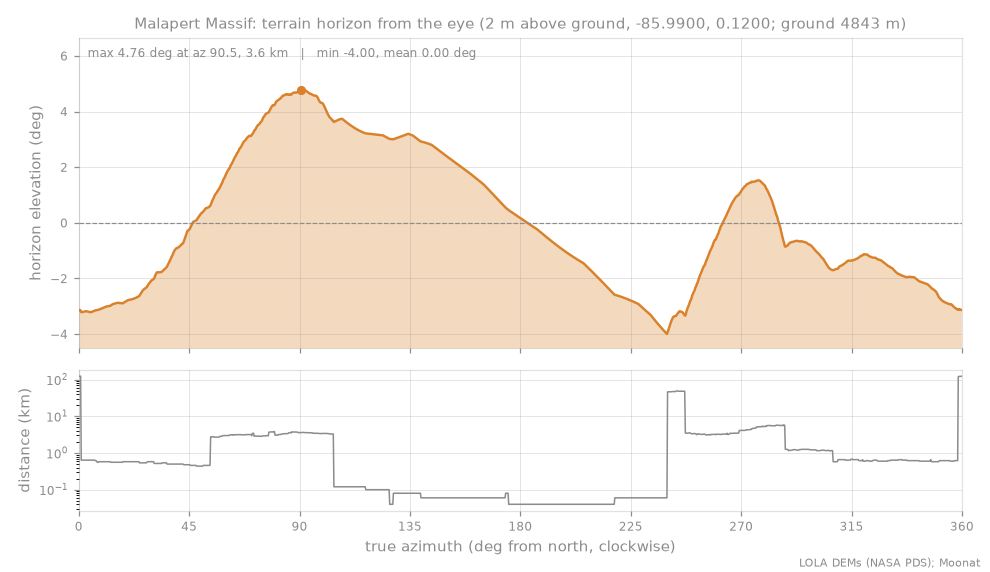 Malapert Massif: terrain horizon from the eye (2 m above ground, -85.9900, 0.1200; ground 4843 m)
max 4.76 deg at az 90.5, 3.6 km | min -4.00, mean 0.00 deg
horizon elevation (deg)
6
4
2
0
−2
−4
distance (km)
10²
10¹
10⁰
10⁻¹
0 45 90 135 180 225 270 315 360
true azimuth (deg from north, clockwise)
LOLA DEMs (NASA PDS); Moonat